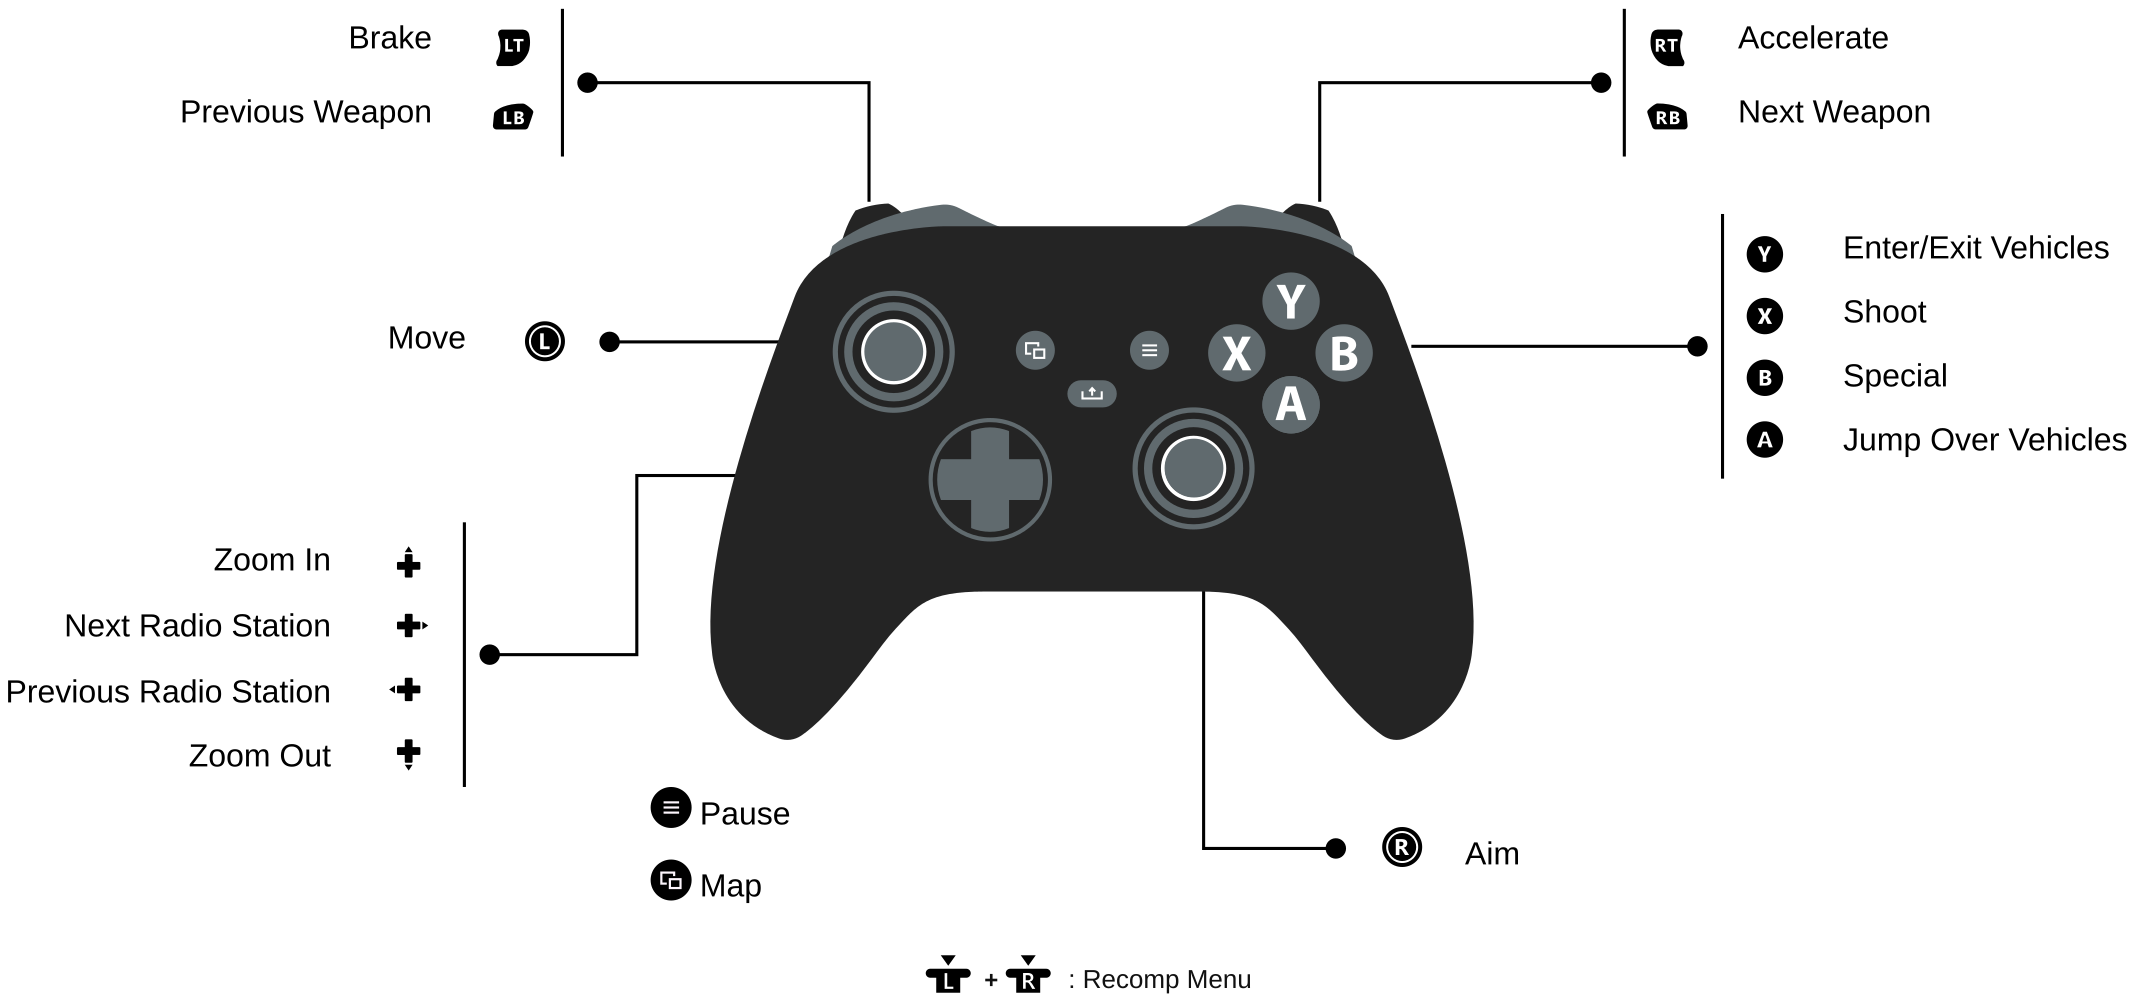 Brake LT
Previous Weapon LB
RT Accelerate
RB Next Weapon
Move L
Y Enter/Exit Vehicles
X Shoot
B Special
A Jump Over Vehicles
Y
X B
A
Zoom In
Next Radio Station
Previous Radio Station
Zoom Out
Pause
Map
R Aim
L + R : Recomp Menu